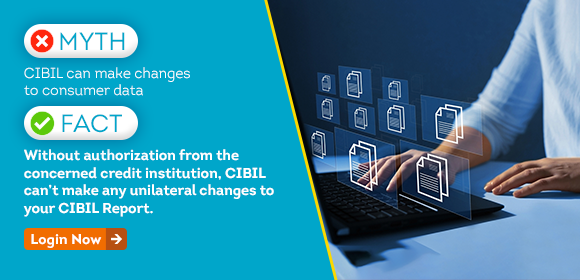 MYTH
CIBIL can make changes
to consumer data
FACT
Without authorization from the
concerned credit institution, CIBIL
can't make any unilateral changes to
your CIBIL Report.
Login Now